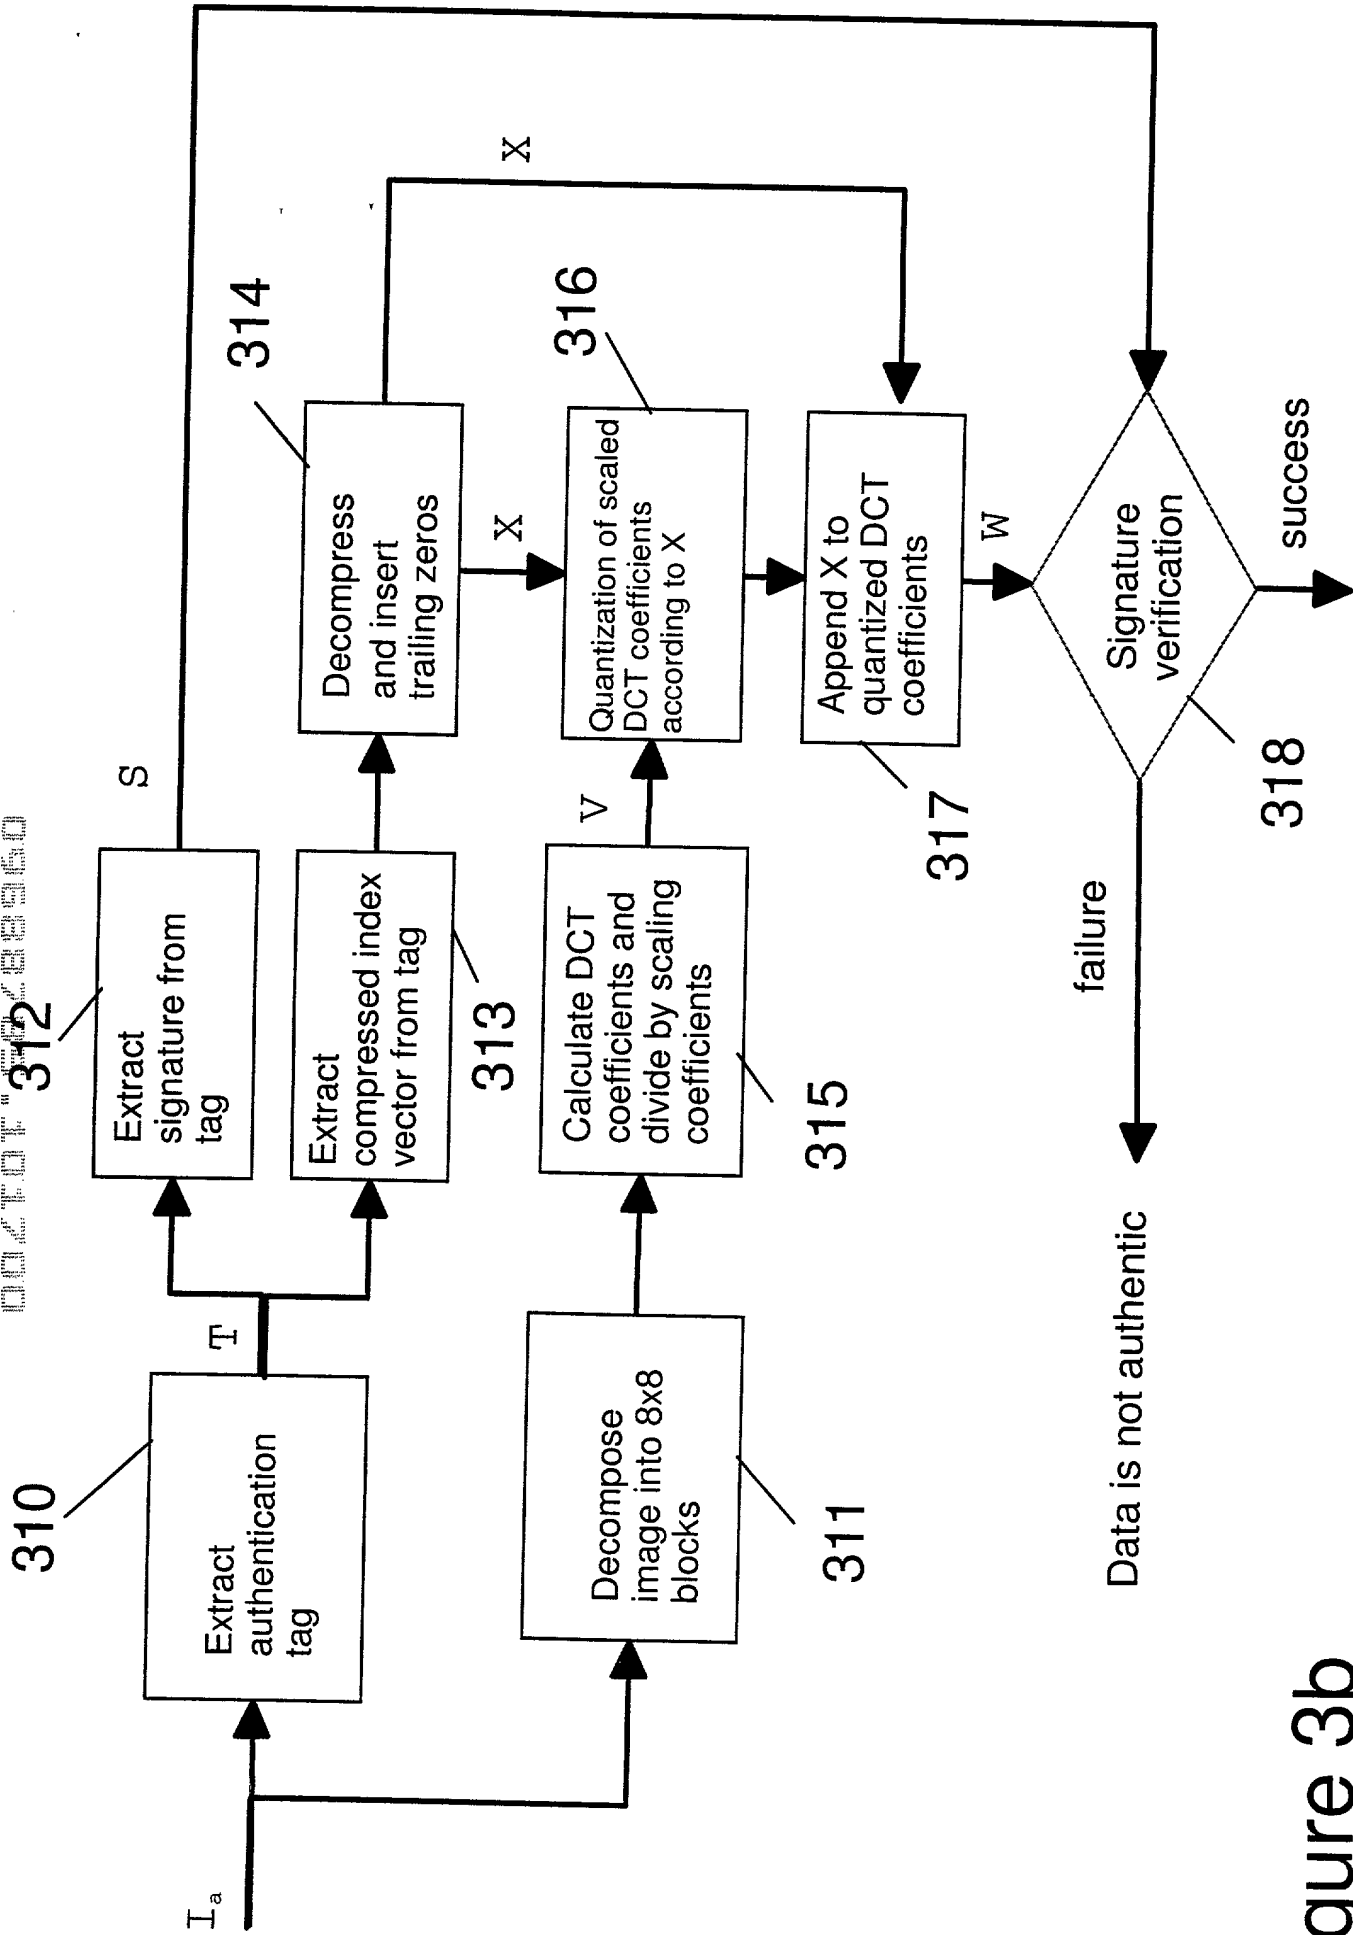 310
312
314
S
T
Extract
authentication
tag
Extract
signature from
tag
Extract
compressed index
vector from tag
313
Decompress
and insert
trailing zeros
X
X
316
I a
Decompose
image into 8x8
blocks
311
Calculate DCT
coefficients and
divide by scaling
coefficients
315
V
Quantization of scaled
DCT coefficients
according to X
Append X to
quantized DCT
coefficients
317
W
Signature
verification
318
failure
success
Data is not authentic
gure 3b